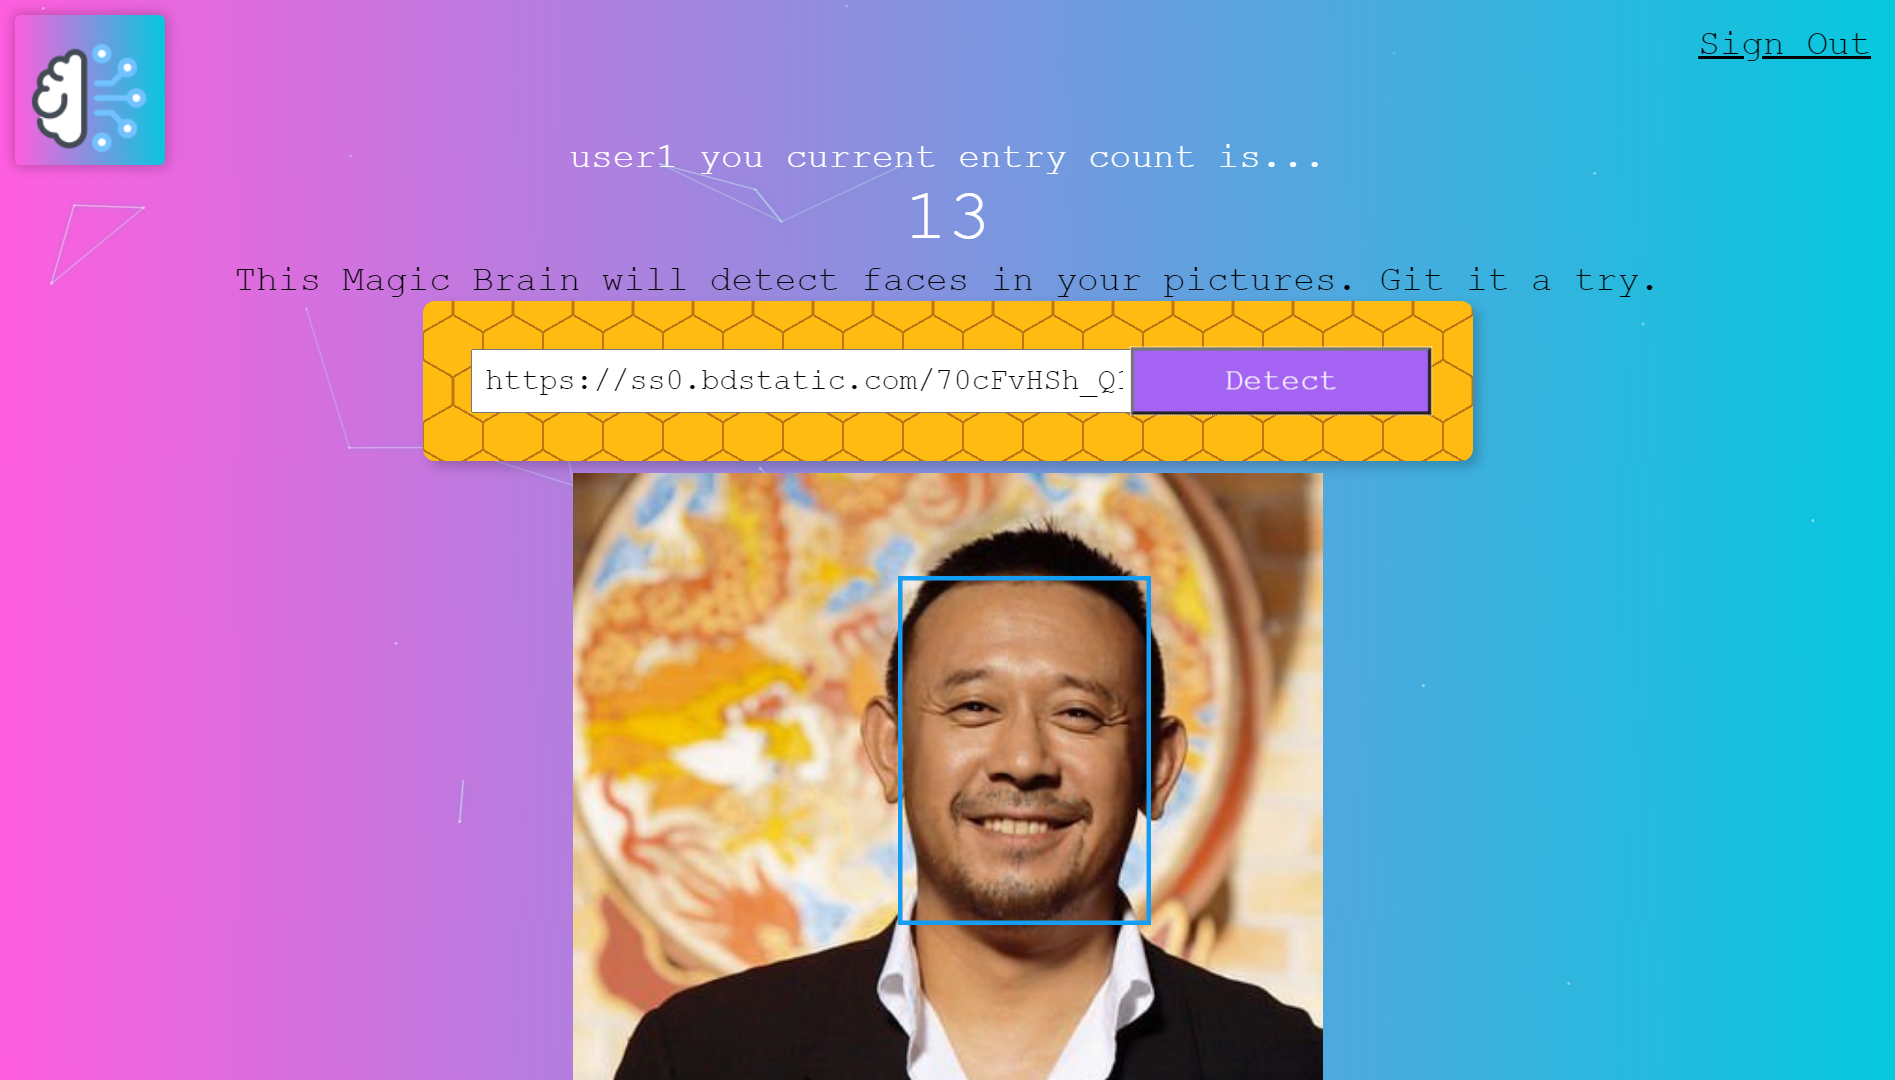 Sign Out
user1 you current entry count is...
13
This Magic Brain will detect faces in your pictures. Git it a try.
https://ss0.bdstatic.com/70cFvHSh_Q
Detect